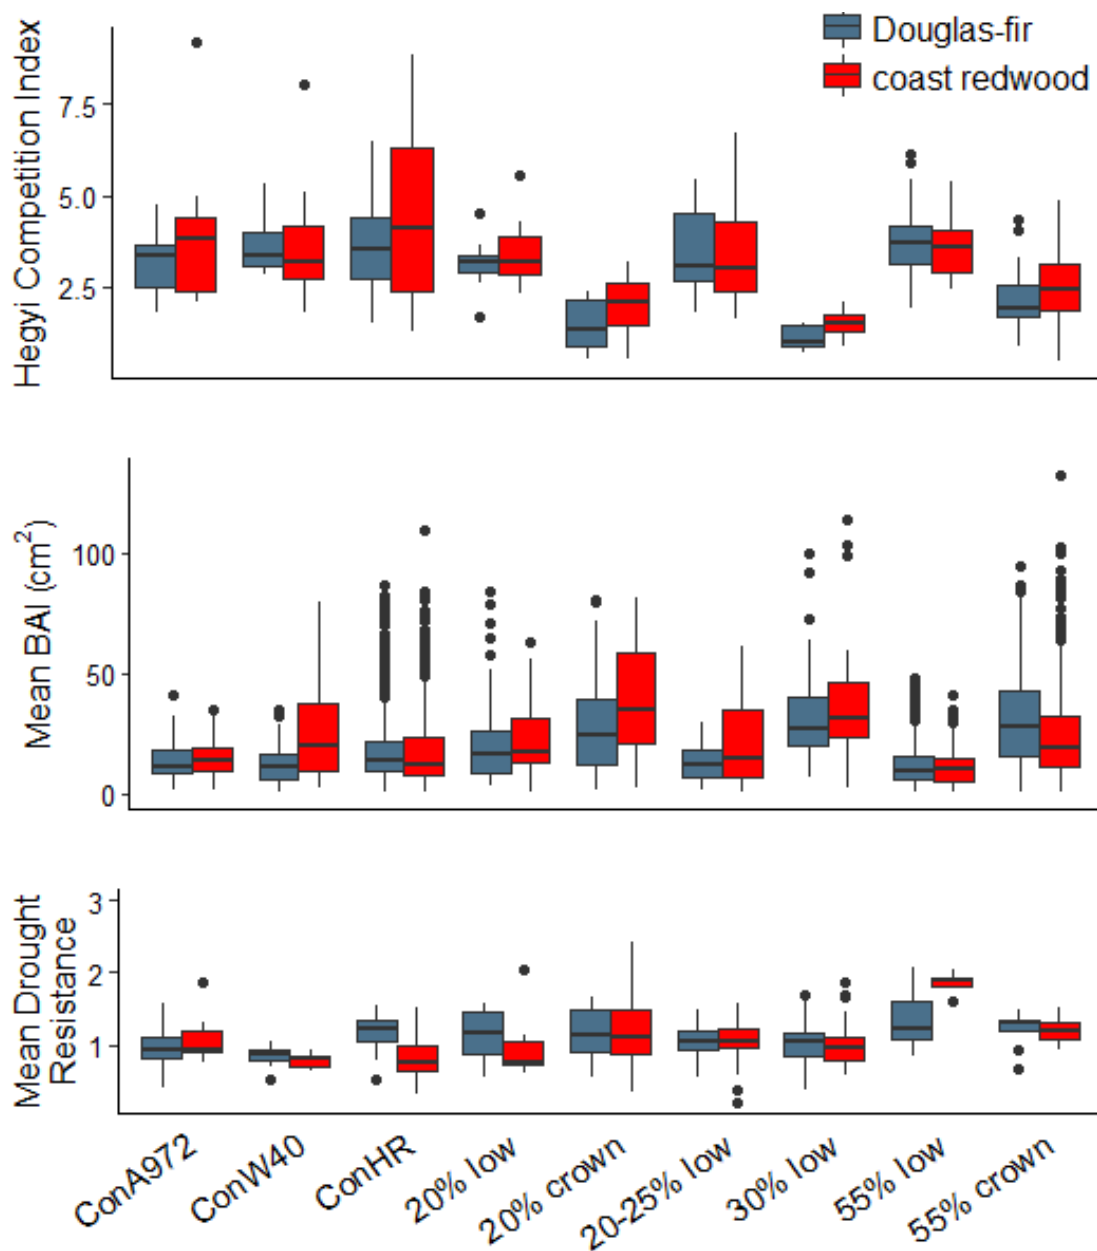 Douglas-fir
coast redwood
Hegyi Competition Index
7.5
5.0
2.5
Mean BAI (cm²)
100
50
0
Mean Drought
Resistance
3
2
1
ConA972
ConW40
ConHR
20% low
20% crown
20-25% low
30% low
55% low
55% crown